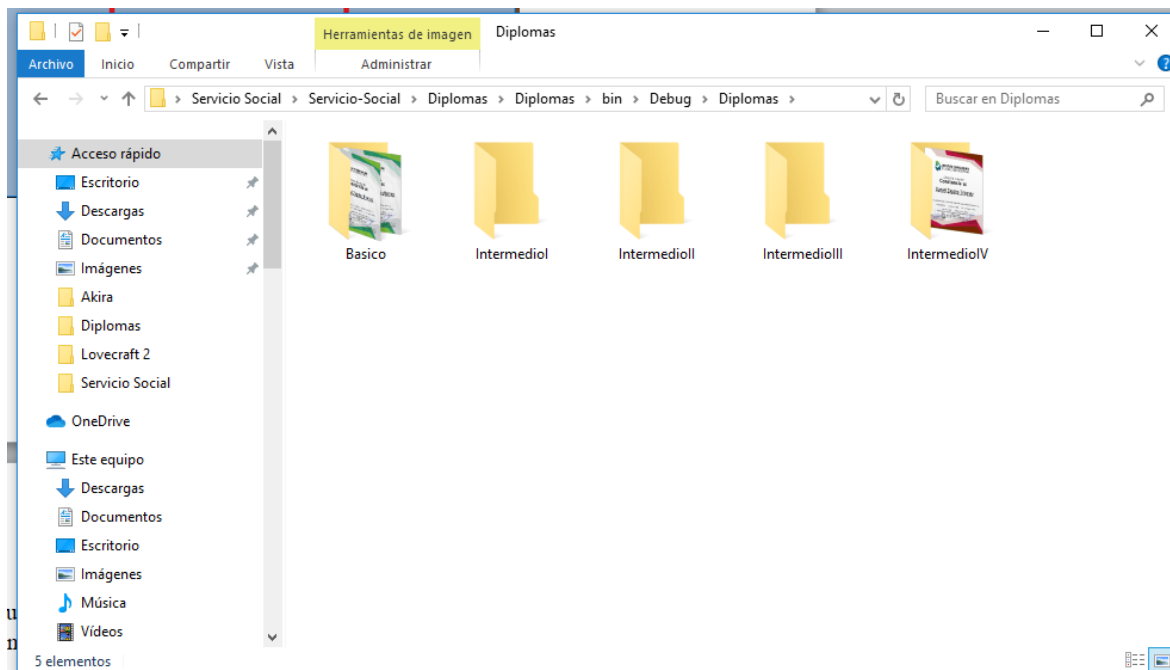 Herramientas de imagen Diplomas
Archivo Inicio Compartir Vista Administrar
Servicio Social > Servicio-Social > Diplomas > Diplomas > bin > Debug > Diplomas >
Buscar en Diplomas
Acceso rápido
Escritorio
Descargas
Documentos
Imágenes
Akira
Diplomas
Lovecraft 2
Servicio Social
OneDrive
Este equipo
Descargas
Documentos
Escritorio
Imágenes
Música
Vídeos
Basico
IntermedioI
IntermedioII
IntermedioIII
IntermedioIV
5 elementos